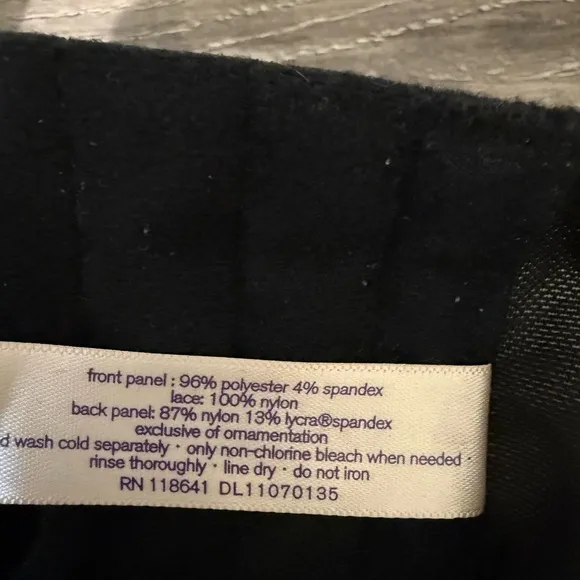 front panel : 96% polyester 4% spandex
lace: 100% nylon
back panel: 87% nylon 13% lycra®spandex
exclusive of ornamentation
d wash cold separately · only non-chlorine bleach when needed ·
rinse thoroughly · line dry · do not iron
RN 118641 DL11070135